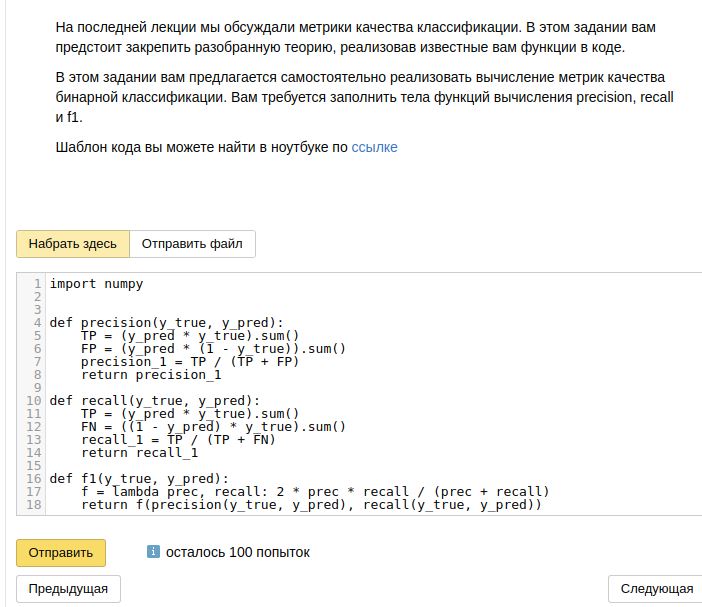 На последней лекции мы обсуждали метрики качества классификации. В этом задании вам
предстоит закрепить разобранную теорию, реализовав известные вам функции в коде.
В этом задании вам предлагается самостоятельно реализовать вычисление метрик качества
бинарной классификации. Вам требуется заполнить тела функций вычисления precision, recall
и f1.
Шаблон кода вы можете найти в ноутбуке по ссылке
Набрать здесь Отправить файл
1 import numpy
2
3
4 def precision(y_true, y_pred):
5     TP = (y_pred * y_true).sum()
6     FP = (y_pred * (1 - y_true)).sum()
7     precision_1 = TP / (TP + FP)
8     return precision_1
9
10 def recall(y_true, y_pred):
11     TP = (y_pred * y_true).sum()
12     FN = ((1 - y_pred) * y_true).sum()
13     recall_1 = TP / (TP + FN)
14     return recall_1
15
16 def f1(y_true, y_pred):
17     f = lambda prec, recall: 2 * prec * recall / (prec + recall)
18     return f(precision(y_true, y_pred), recall(y_true, y_pred))
Отправить i осталось 100 попыток
Предыдущая Следующая